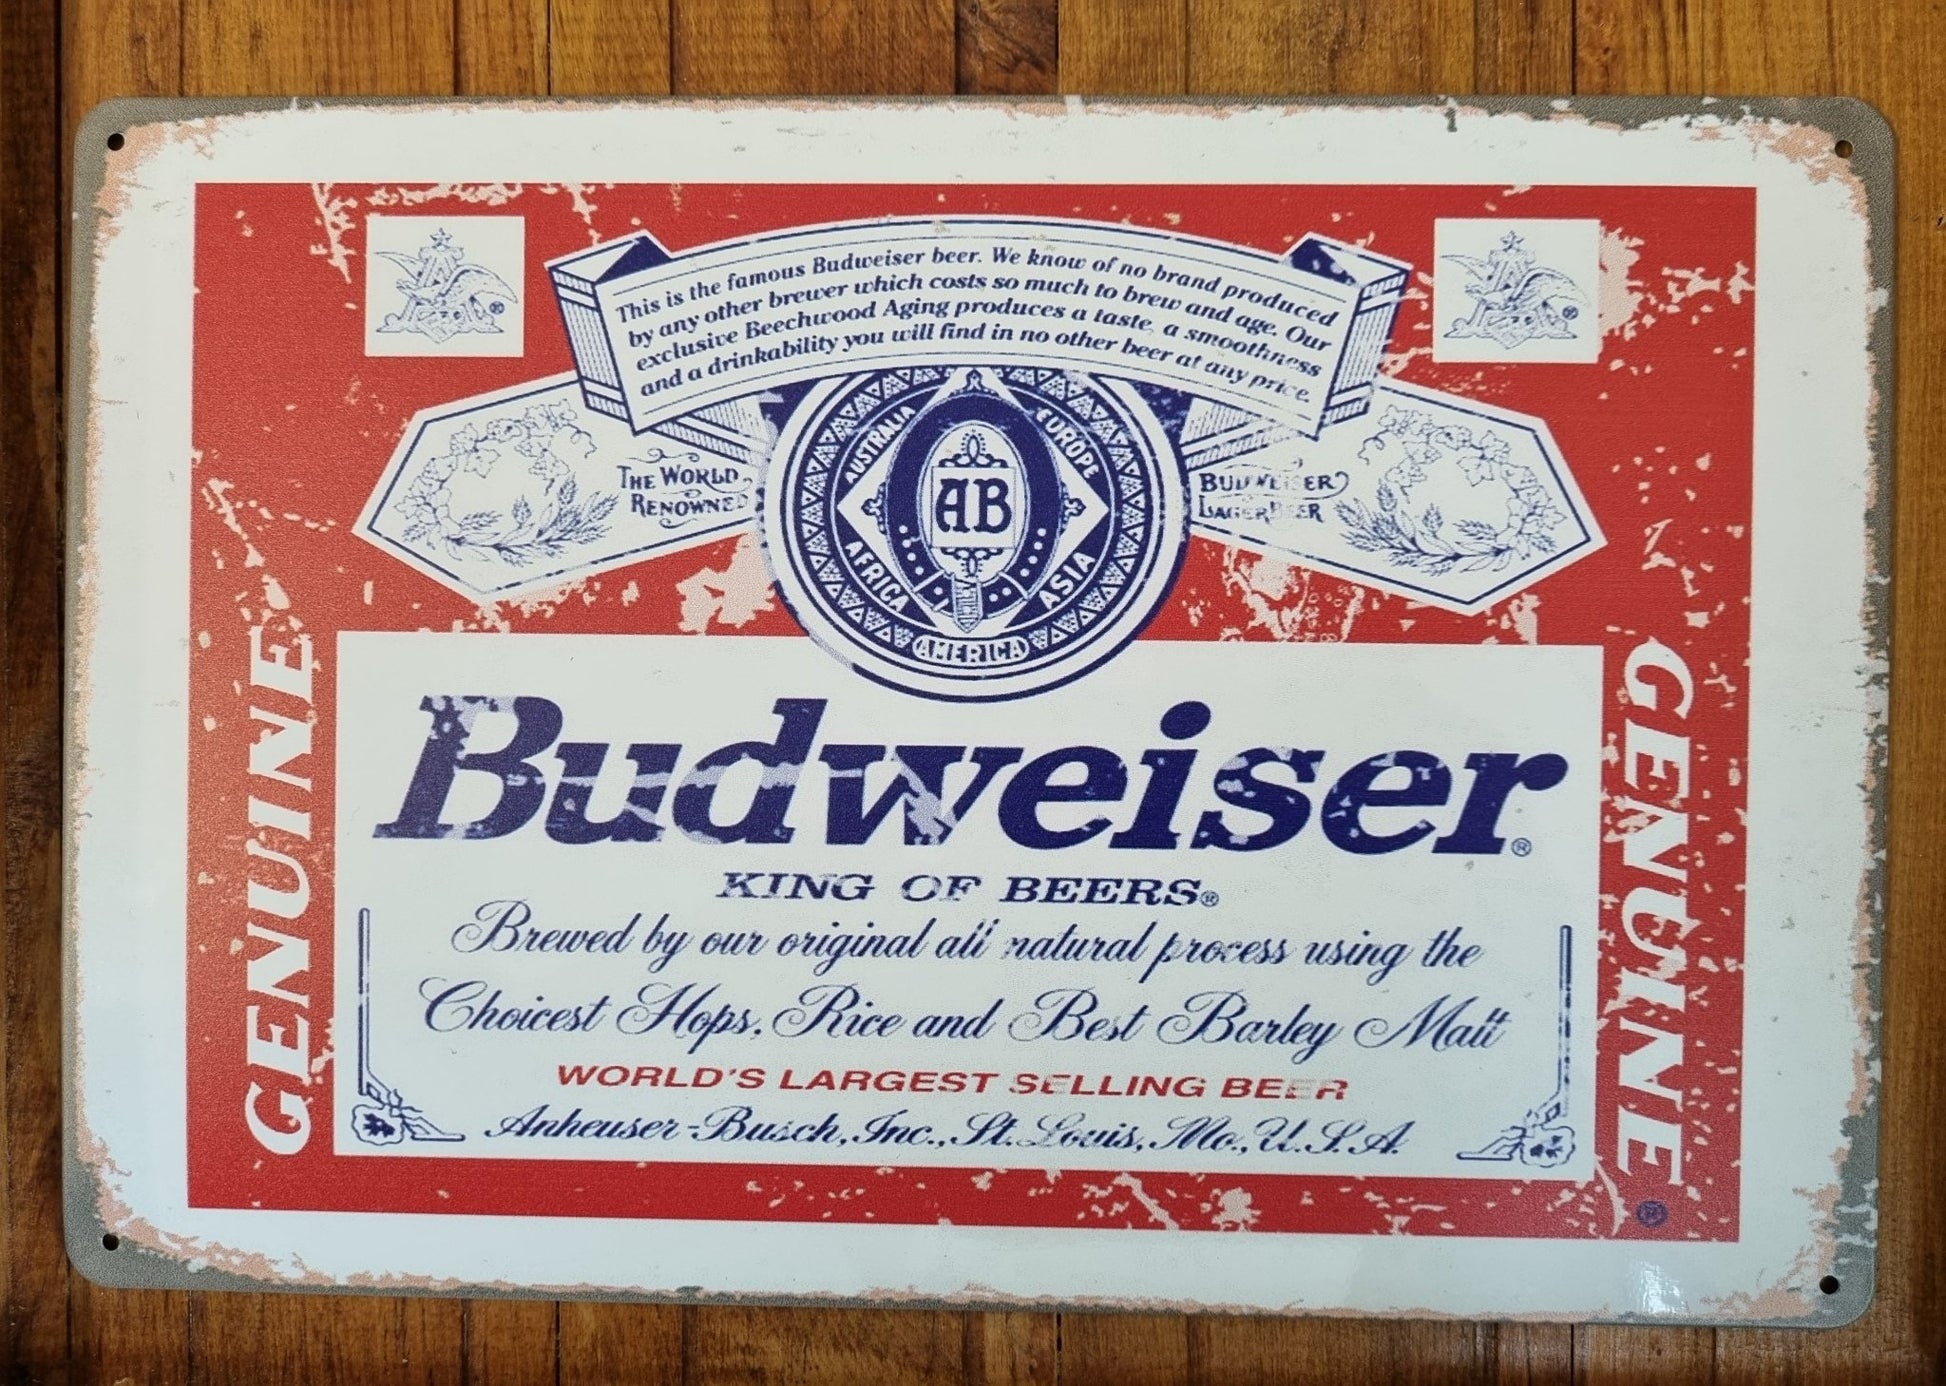 This is the famous Budweiser beer. We know of no brand produced
by any other brewer which costs so much to brew and age. Our
exclusive Beechwood Aging produces a taste, a smoothness
and a drinkability you will find in no other beer at any price.
THE WORLD
RENOWNED
AUSTRALIA
EUROPE
AB
AFRICA
ASIA
AMERICA
BUDWEISER
LAGER BEER
GENUINE
Budweiser®
KING OF BEERS®
Brewed by our original all natural process using the
Choicest Hops, Rice and Best Barley Malt
WORLD'S LARGEST SELLING BEER
Anheuser-Busch, Inc., St. Louis, Mo., U.S.A.
GENUINE
®